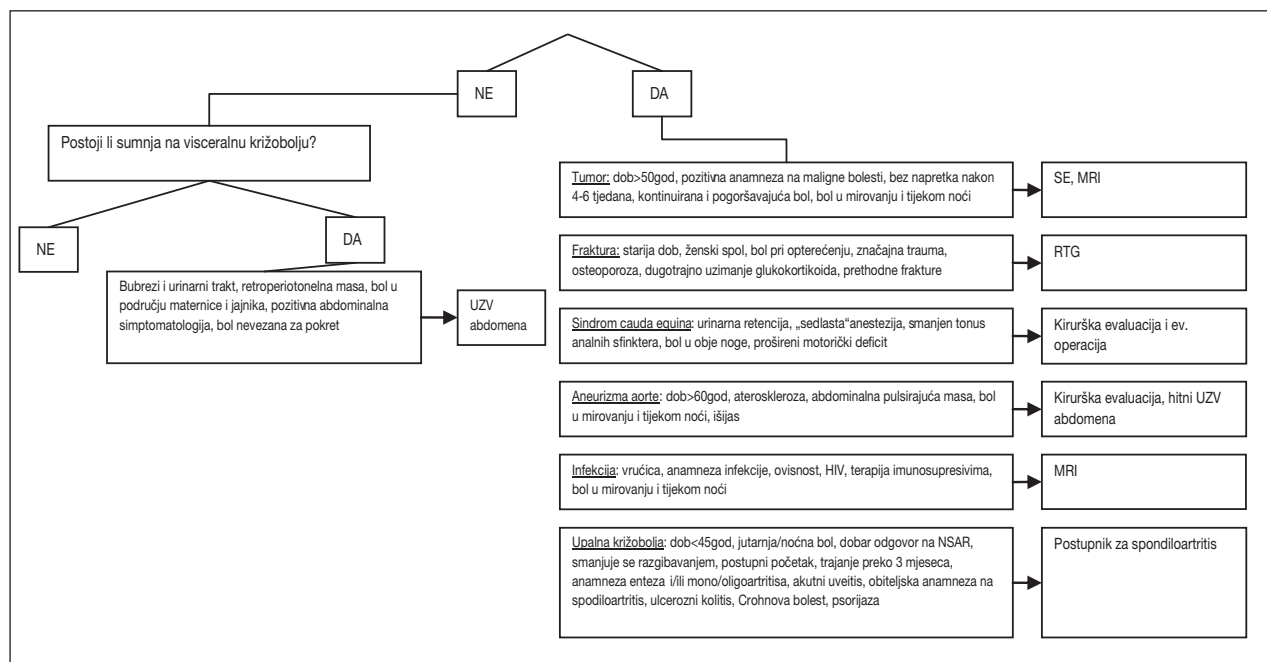 NE
DA
Postoji li sumnja na visceralnu križobolju?
NE
DA
Bubrezi i urinarni trakt, retroperiotonelna masa, bol u
području maternice i jajnika, pozitivna abdominalna
simptomatologija, bol nevezana za pokret
UZV
abdomena
Tumor: dob>50god, pozitivna anamneza na maligne bolesti, bez napretka nakon
4-6 tjedana, kontinuirana i pogoršavajuća bol, bol u mirovanju i tijekom noći
SE, MRI
Fraktura: starija dob, ženski spol, bol pri opterećenju, značajna trauma,
osteoporoza, dugotrajno uzimanje glukokortikoida, prethodne frakture
RTG
Sindrom cauda equina: urinarna retencija, „sedlasta“anestezija, smanjen tonus
analnih sfinktera, bol u obje noge, prošireni motorički deficit
Kirurška evaluacija i ev.
operacija
Aneurizma aorte: dob>60god, ateroskleroza, abdominalna pulsirajuća masa, bol
u mirovanju i tijekom noći, išijas
Kirurška evaluacija, hitni UZV
abdomena
Infekcija: vrućica, anamneza infekcije, ovisnost, HIV, terapija imunosupresivima,
bol u mirovanju i tijekom noći
MRI
Upalna križobolja: dob<45god, jutarnja/noćna bol, dobar odgovor na NSAR,
smanjuje se razgibavanjem, postupni početak, trajanje preko 3 mjeseca,
anamneza enteza i/ili mono/oligoartritisa, akutni uveitis, obiteljska anamneza na
spodiloartritis, ulcerozni kolitis, Crohnova bolest, psorijaza
Postupnik za spondiloartritis